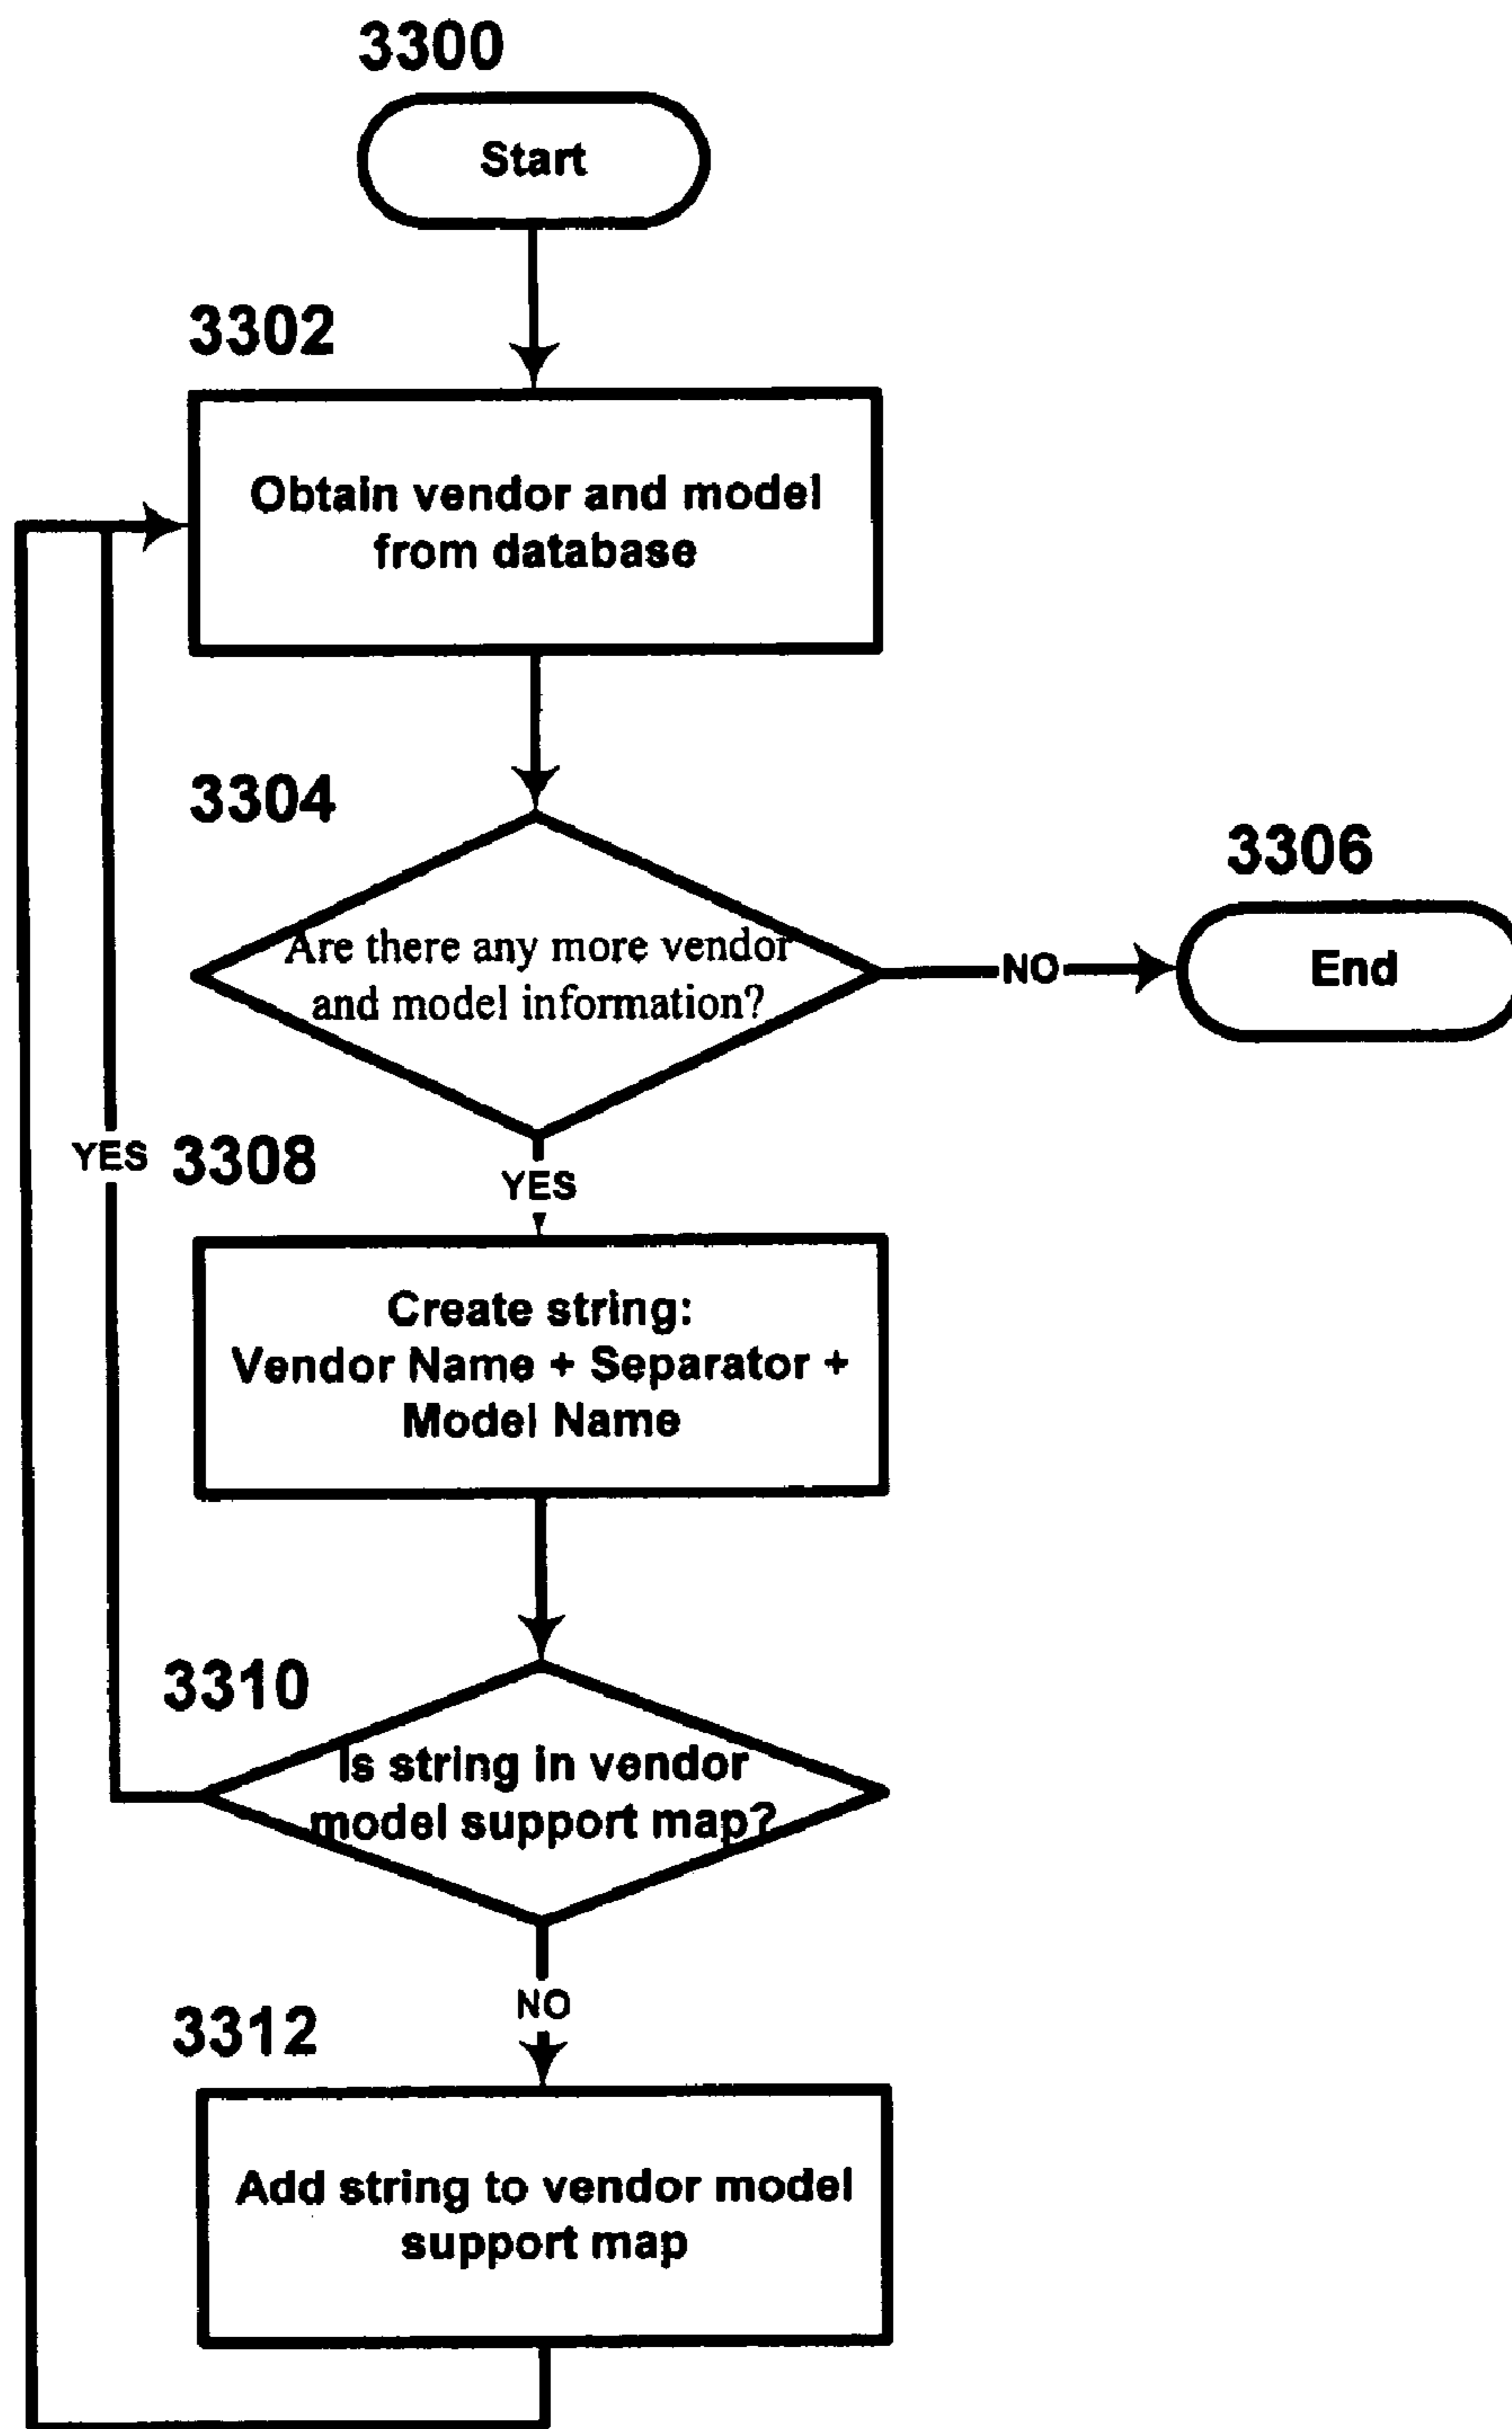 3300
Start
3302
Obtain vendor and model
from database
3304
Are there any more vendor
and model information?
NO
3306
End
YES
3308
YES
Create string:
Vendor Name + Separator +
Model Name
3310
Is string in vendor
model support map?
NO
3312
Add string to vendor model
support map